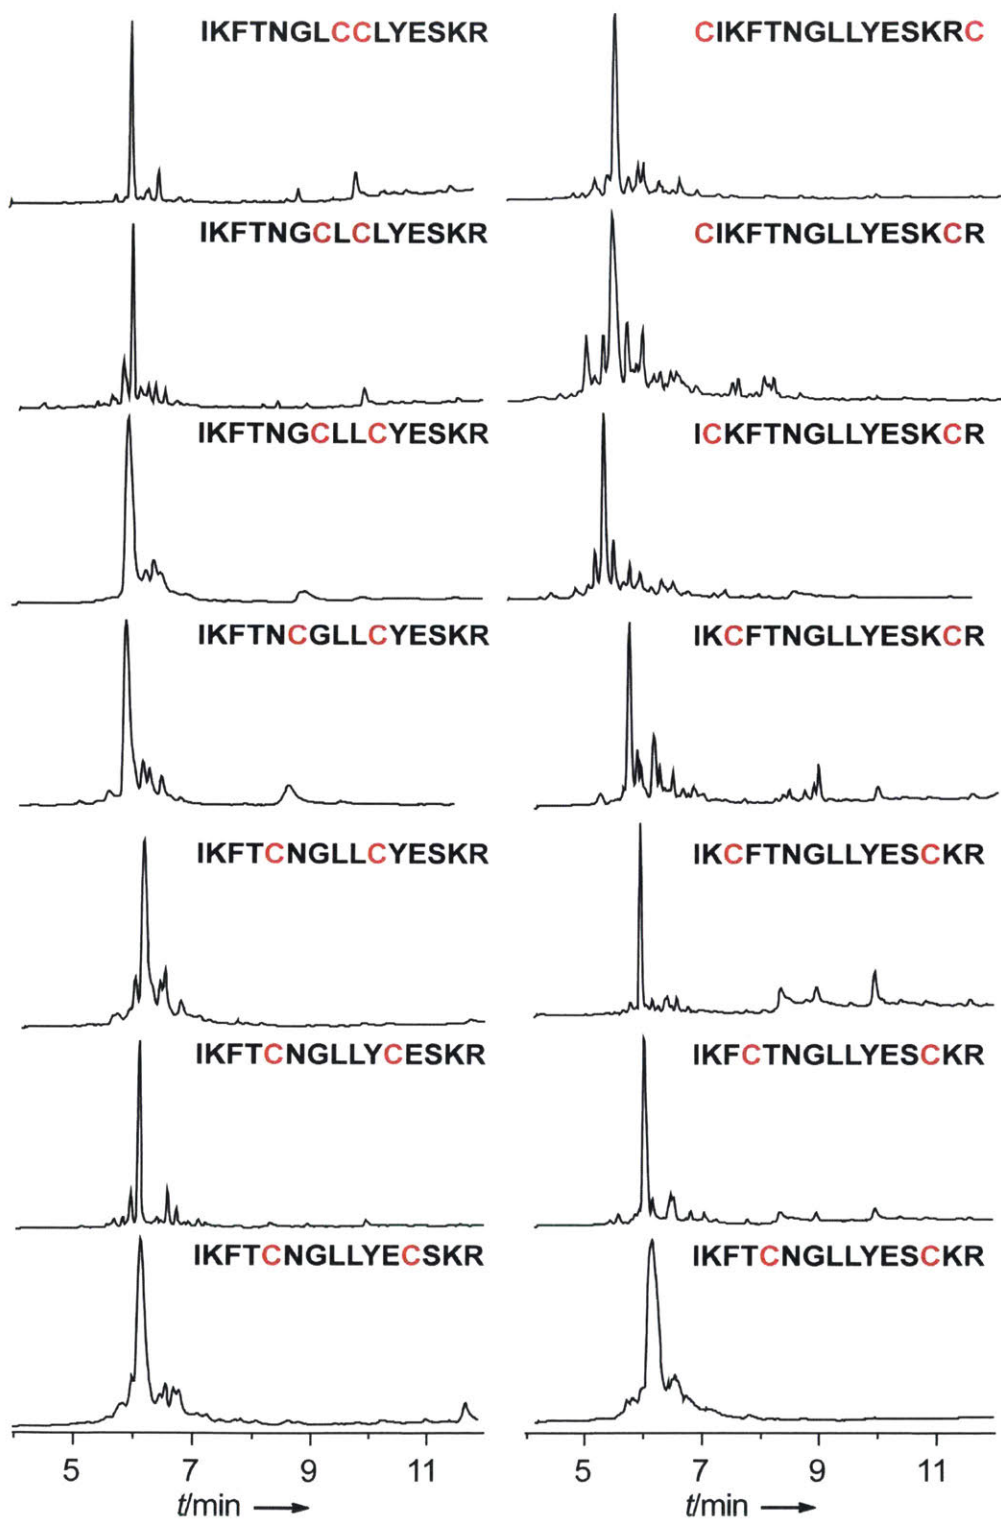 IKFTNGLCCLYESKR
CIKFTNGLLYESKRC
IKFTNGCLCLYESKR
CIKFTNGLLYESKCR
IKFTNGCLLCYESKR
ICKFTNGLLYESKCR
IKFTNCGLLCYESKR
IKCFTNGLLYESKCR
IKFTCNGLLCYESKR
IKCFTNGLLYESCKR
IKFTCNGLLYCESKR
IKFCTNGLLYESCKR
IKFTCNGLLYECSKR
IKFTCNGLLYESCKR
5 7 9 11
5 7 9 11
t/min
t/min